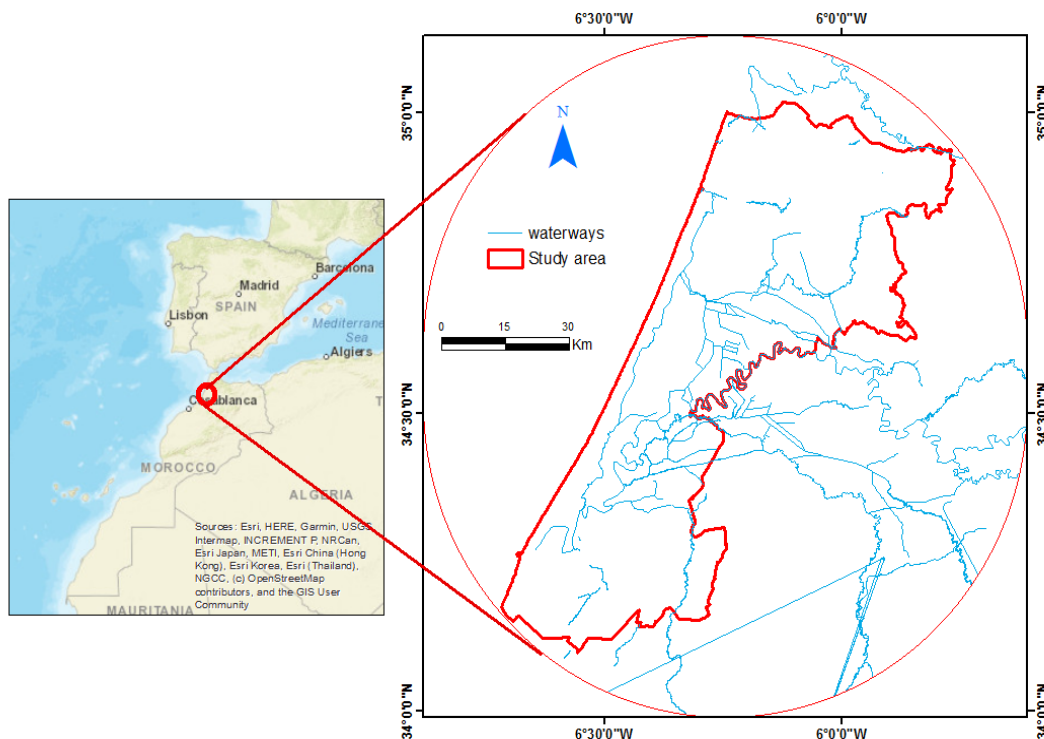 6°30'0"W
6°0'0"W
35°0'0"N
35°0'0"N
N
waterways
Study area
0
15
30
Km
34°30'0"N
34°30'0"N
34°0'0"N
34°0'0"N
6°30'0"W
6°0'0"W
Barcelona
Madrid
SPAIN
Lisbon
Mediterrane
Sea
Algiers
Casablanca
MOROCCO
ALGERIA
Sources: Esri, HERE, Garmin, USGS
Intermap, INCREMENT P, NRCan,
Esri Japan, METI, Esri China (Hong
Kong), Esri Korea, Esri (Thailand),
NGCC, (c) OpenStreetMap
contributors, and the GIS User
Community
MAURITANIA